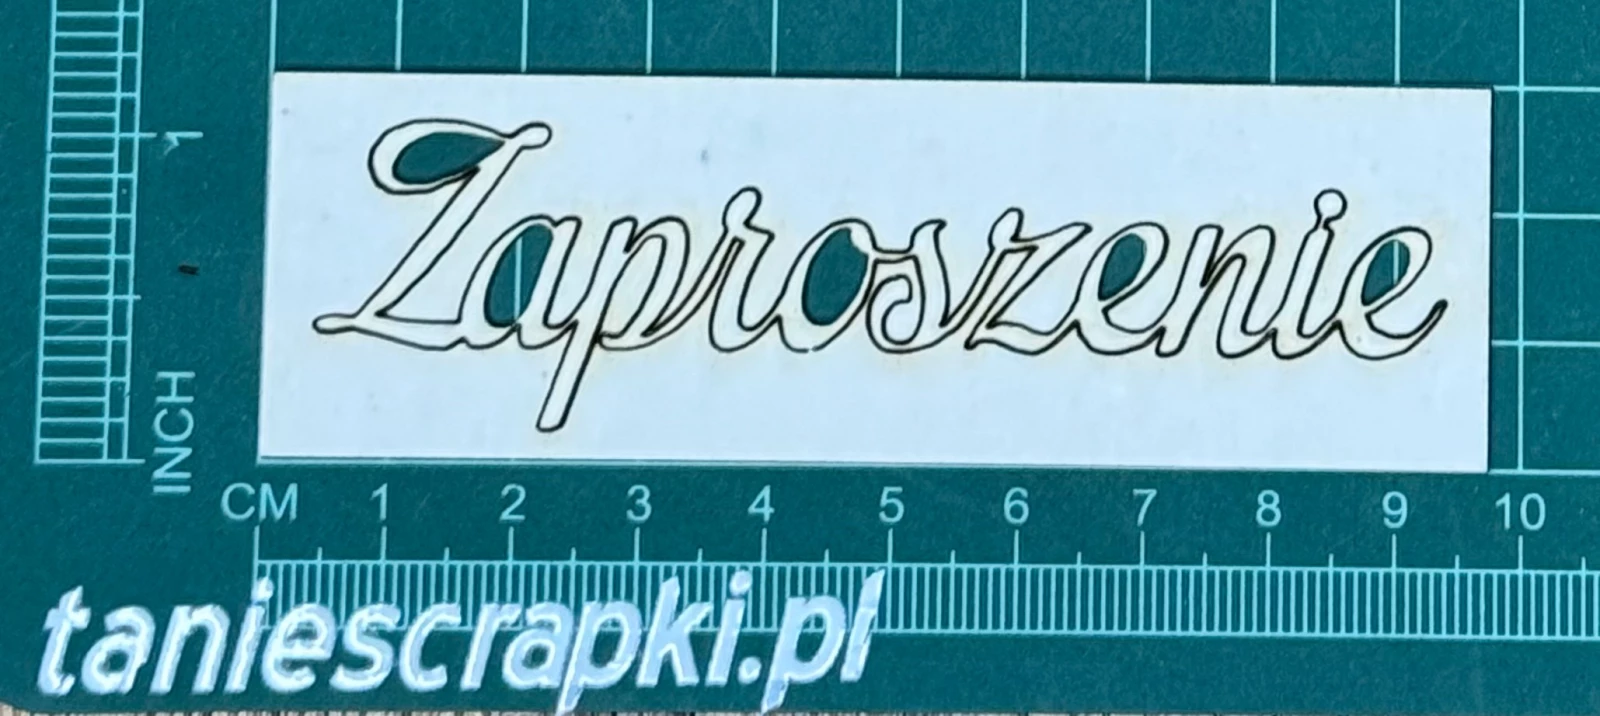 Zaproszenie
1
INCH
CM 1 2 3 4 5 6 7 8 9 10
taniescrapki.pl